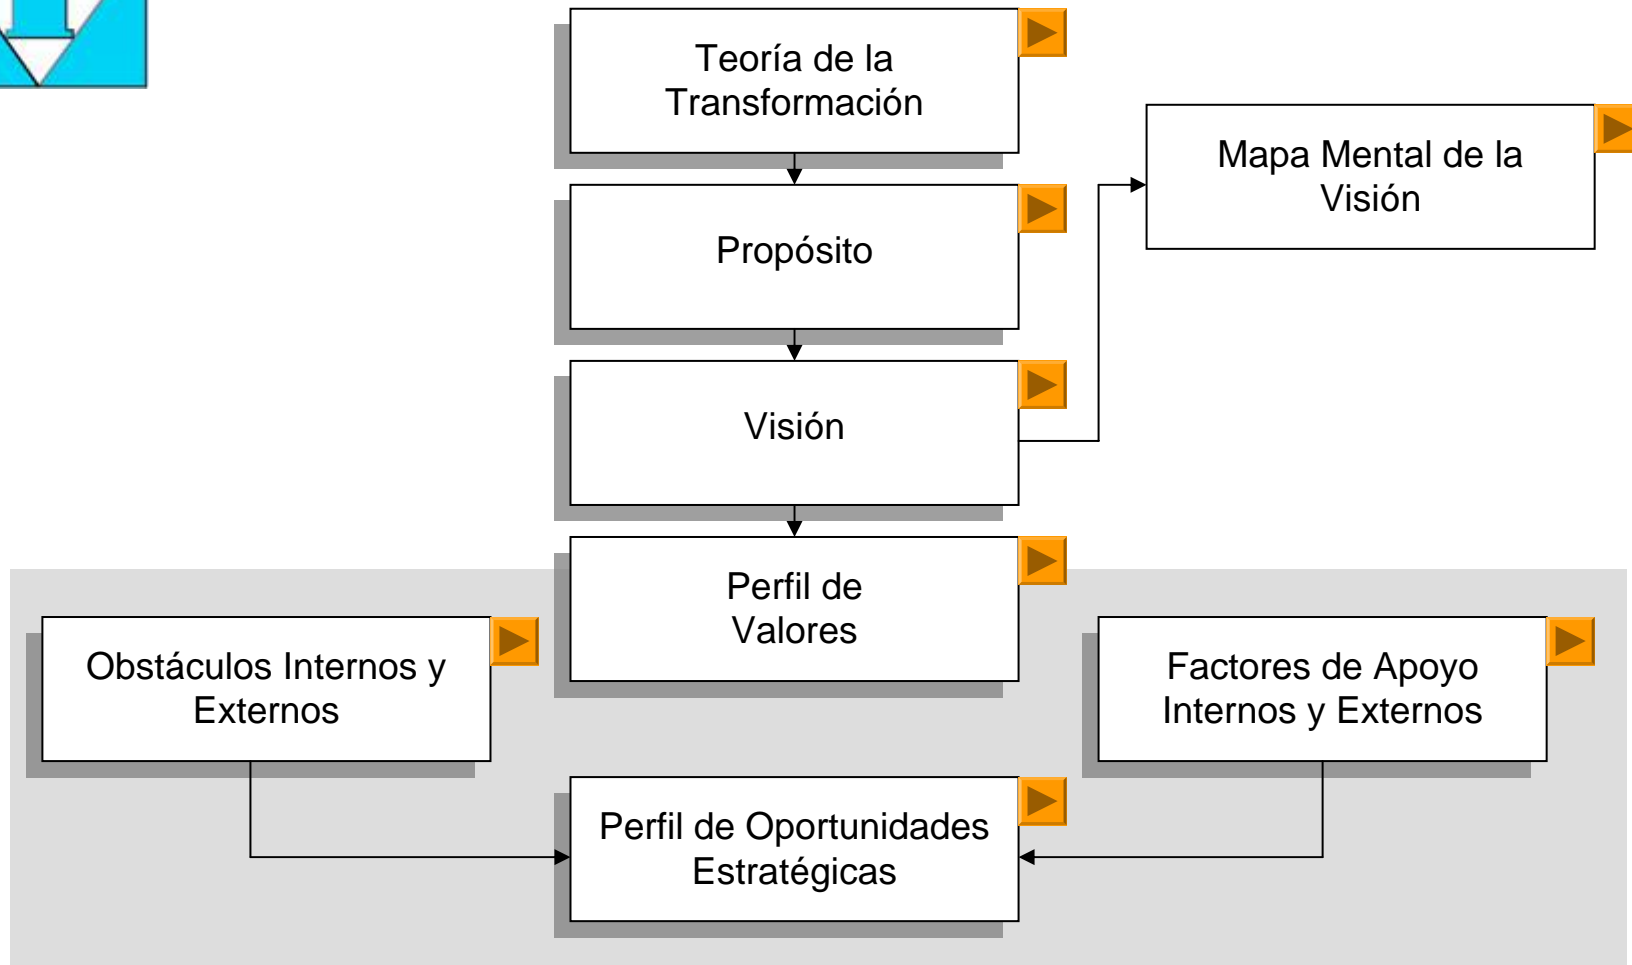 Teoría de la
Transformación
Mapa Mental de la
Visión
Propósito
Visión
Perfil de
Valores
Obstáculos Internos y
Externos
Factores de Apoyo
Internos y Externos
Perfil de Oportunidades
Estratégicas